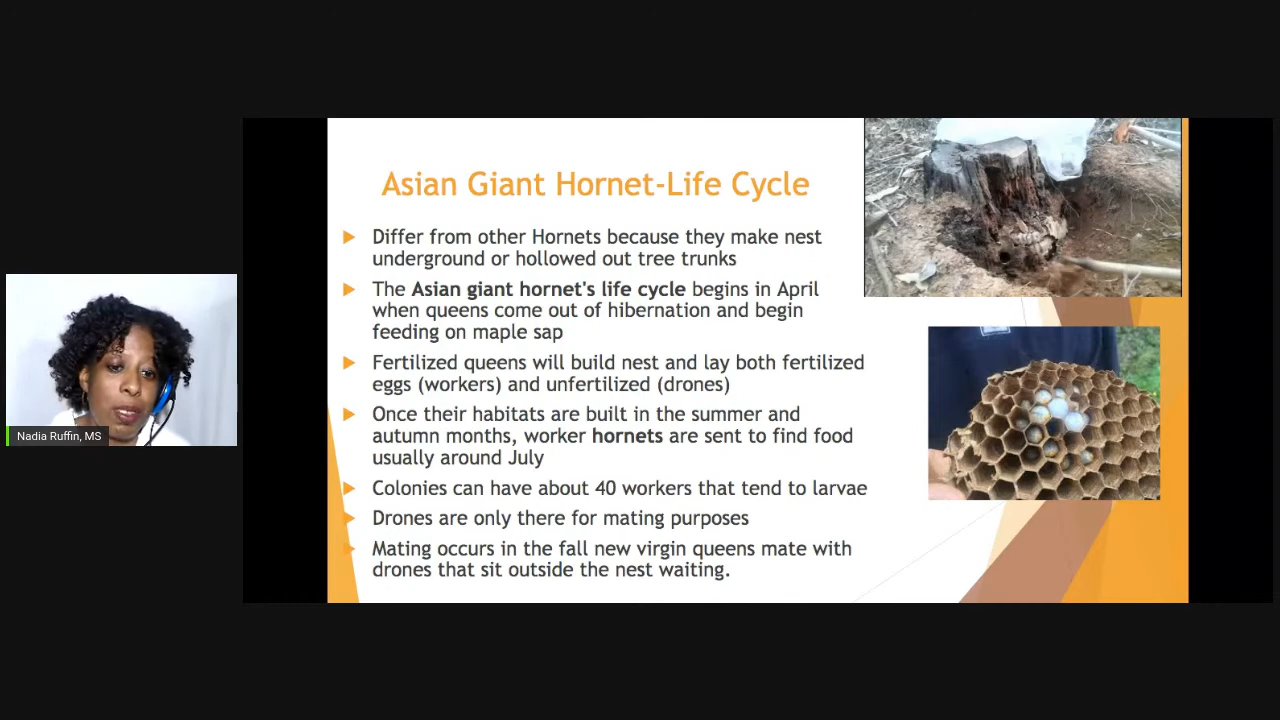 Asian Giant Hornet-Life Cycle
Differ from other Hornets because they make nest
underground or hollowed out tree trunks
The Asian giant hornet's life cycle begins in April
when queens come out of hibernation and begin
feeding on maple sap
Fertilized queens will build nest and lay both fertilized
eggs (workers) and unfertilized (drones)
Once their habitats are built in the summer and
autumn months, worker hornets are sent to find food
usually around July
Colonies can have about 40 workers that tend to larvae
Drones are only there for mating purposes
Mating occurs in the fall new virgin queens mate with
drones that sit outside the nest waiting.
Nadia Ruffin, MS